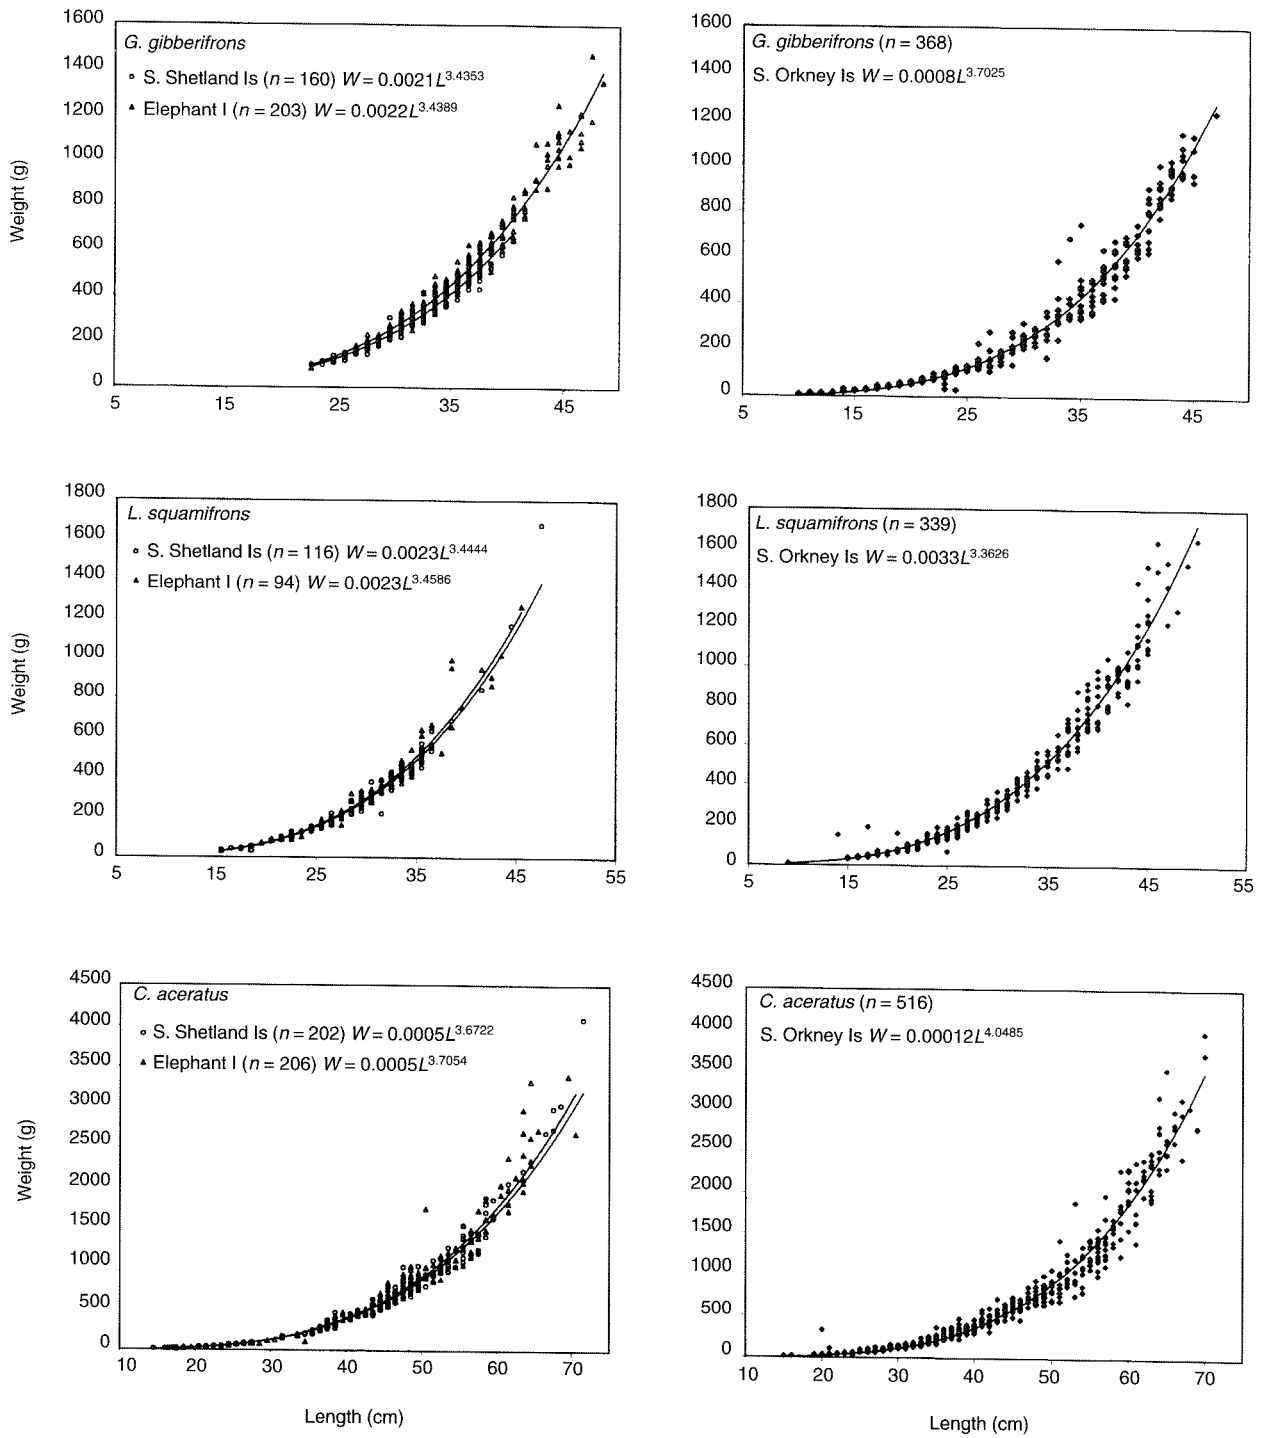 G. gibberifrons
S. Shetland Is (n = 160) W = 0.0021L^3.4353
Elephant I (n = 203) W = 0.0022L^3.4389
Weight (g)
1600
1400
1200
1000
800
600
400
200
0
5 15 25 35 45
G. gibberifrons (n = 368)
S. Orkney Is W = 0.0008L^3.7025
1600
1400
1200
1000
800
600
400
200
0
5 15 25 35 45
L. squamifrons
S. Shetland Is (n = 116) W = 0.0023L^3.4444
Elephant I (n = 94) W = 0.0023L^3.4586
Weight (g)
1800
1600
1400
1200
1000
800
600
400
200
0
5 15 25 35 45 55
L. squamifrons (n = 339)
S. Orkney Is W = 0.0033L^3.3626
1800
1600
1400
1200
1000
800
600
400
200
0
5 15 25 35 45 55
C. aceratus
S. Shetland Is (n = 202) W = 0.0005L^3.6722
Elephant I (n = 206) W = 0.0005L^3.7054
Weight (g)
4500
4000
3500
3000
2500
2000
1500
1000
500
0
10 20 30 40 50 60 70
Length (cm)
C. aceratus (n = 516)
S. Orkney Is W = 0.00012L^4.0485
4500
4000
3500
3000
2500
2000
1500
1000
500
0
10 20 30 40 50 60 70
Length (cm)